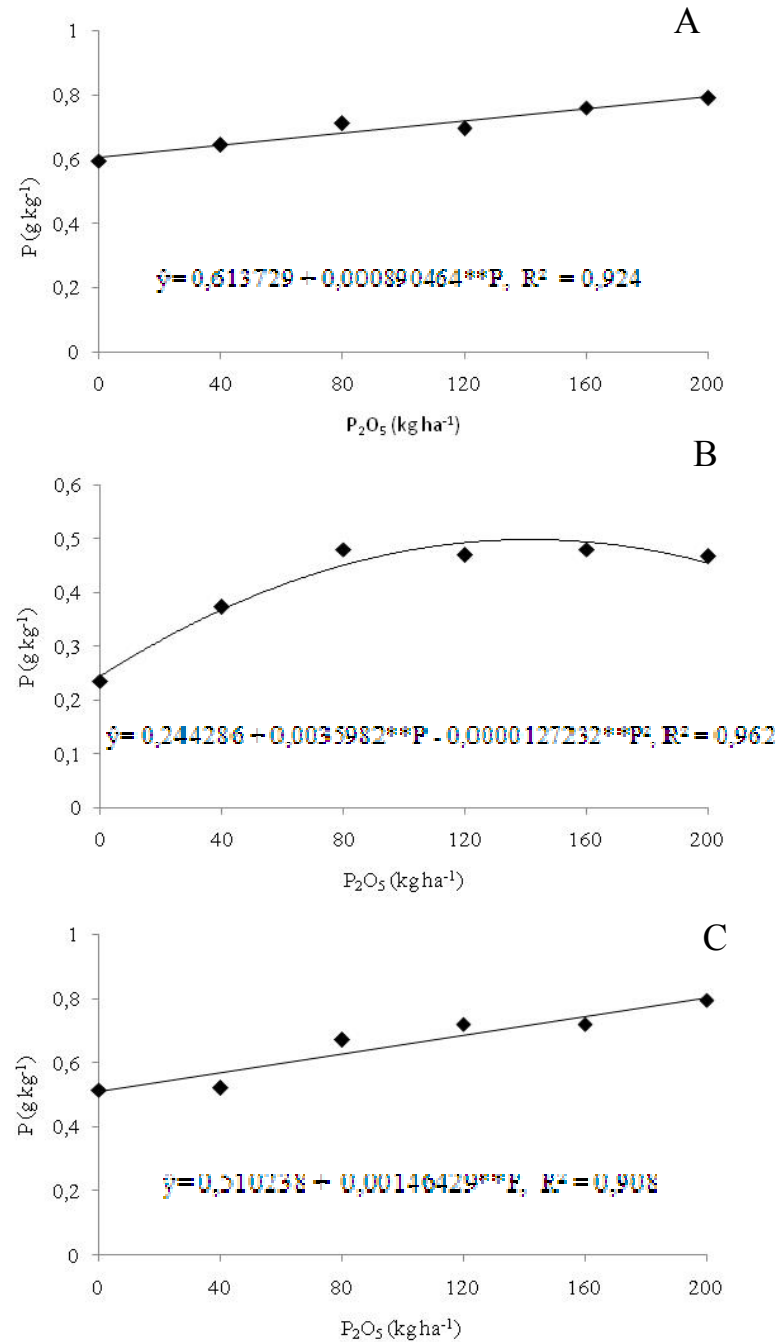 A
1
0,8
0,6
0,4
0,2
0
P (g kg⁻¹)
ŷ= 0,613729 + 0,000890464**P, R² = 0,924
0 40 80 120 160 200
P₂O₅ (kg ha⁻¹)
B
0,6
0,5
0,4
0,3
0,2
0,1
0
P (g kg⁻¹)
ŷ= 0,244286 + 0,0035982**P - 0,0000127232**P², R² = 0,962
0 40 80 120 160 200
P₂O₅ (kg ha⁻¹)
C
1
0,8
0,6
0,4
0,2
0
P (g kg⁻¹)
ŷ= 0,510238 + 0,00146429**P, R² = 0,908
0 40 80 120 160 200
P₂O₅ (kg ha⁻¹)